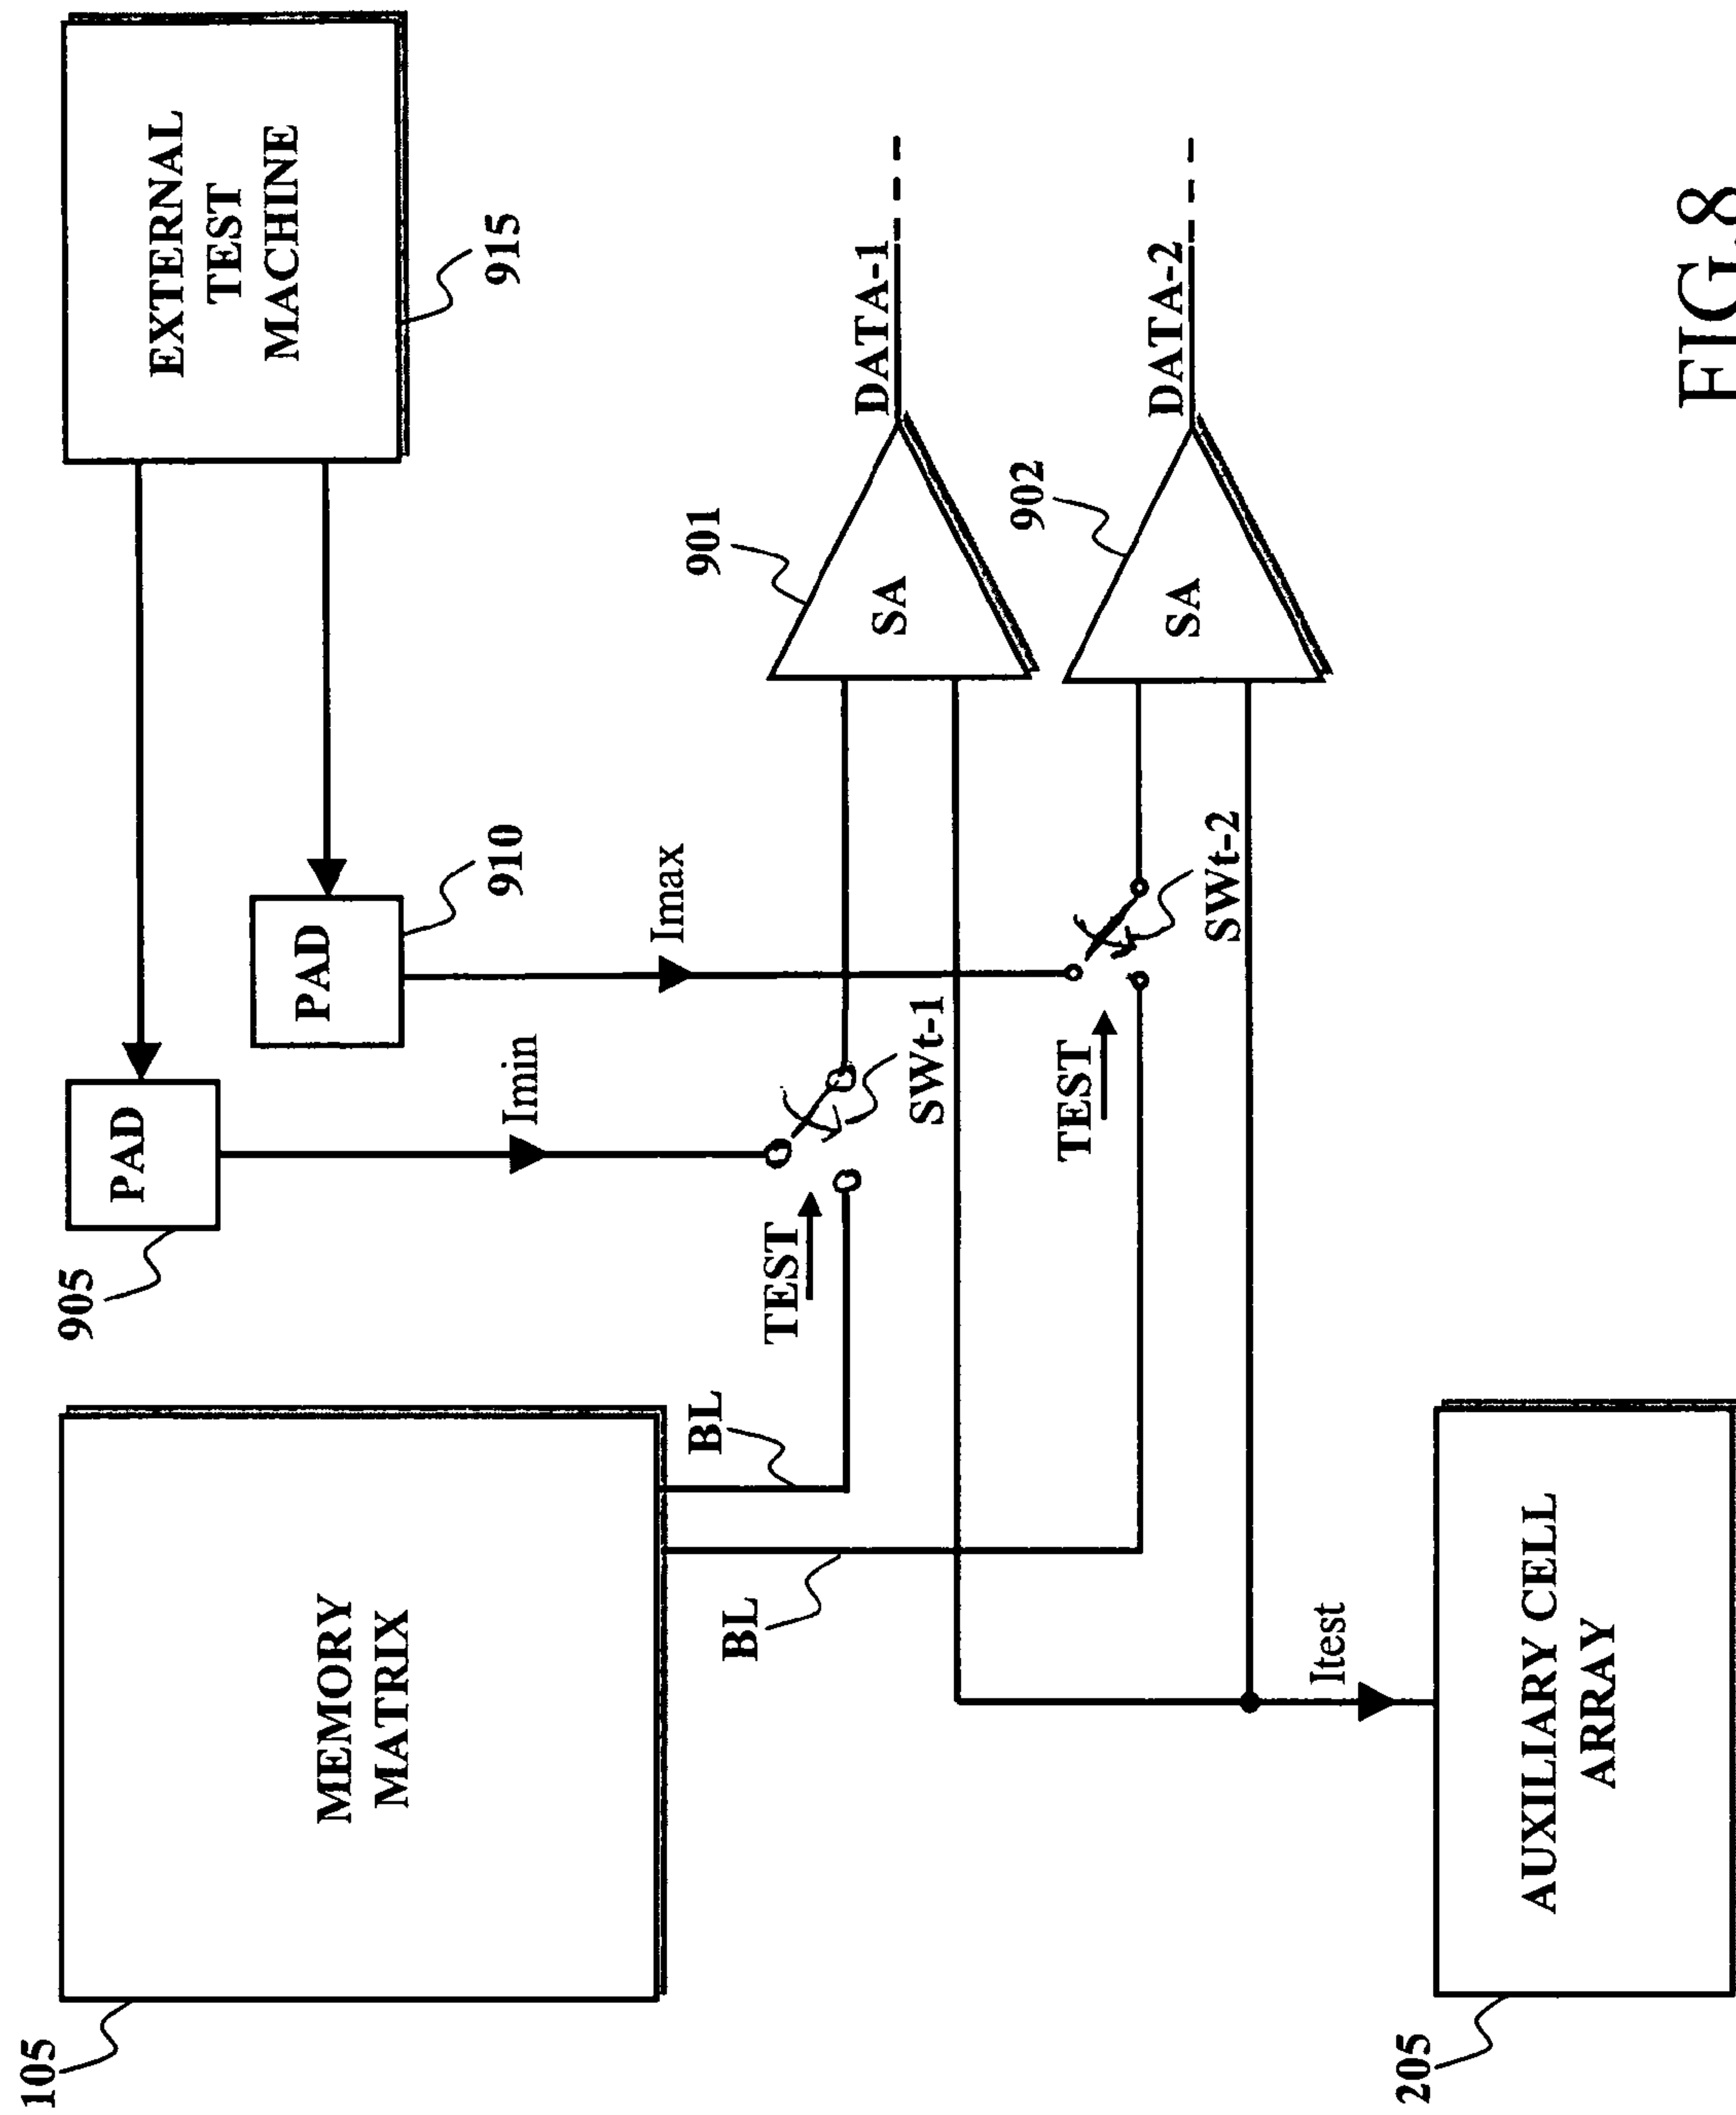 105
MEMORY
MATRIX
905
PAD
EXTERNAL
TEST
MACHINE
915
PAD
910
Imin
Imax
BL
BL
TEST
SWt-1
901
SA
DATA-1
TEST
SWt-2
902
SA
DATA-2
Itest
205
AUXILIARY CELL
ARRAY
FIG.8